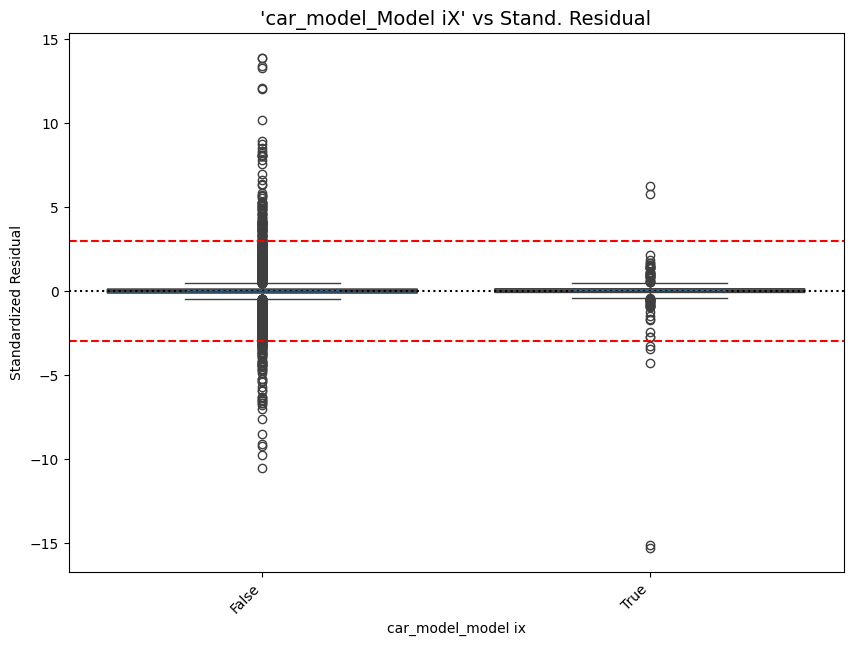 'car_model_Model iX' vs Stand. Residual
15
10
5
0
−5
−10
−15
Standardized Residual
False
True
car_model_model ix